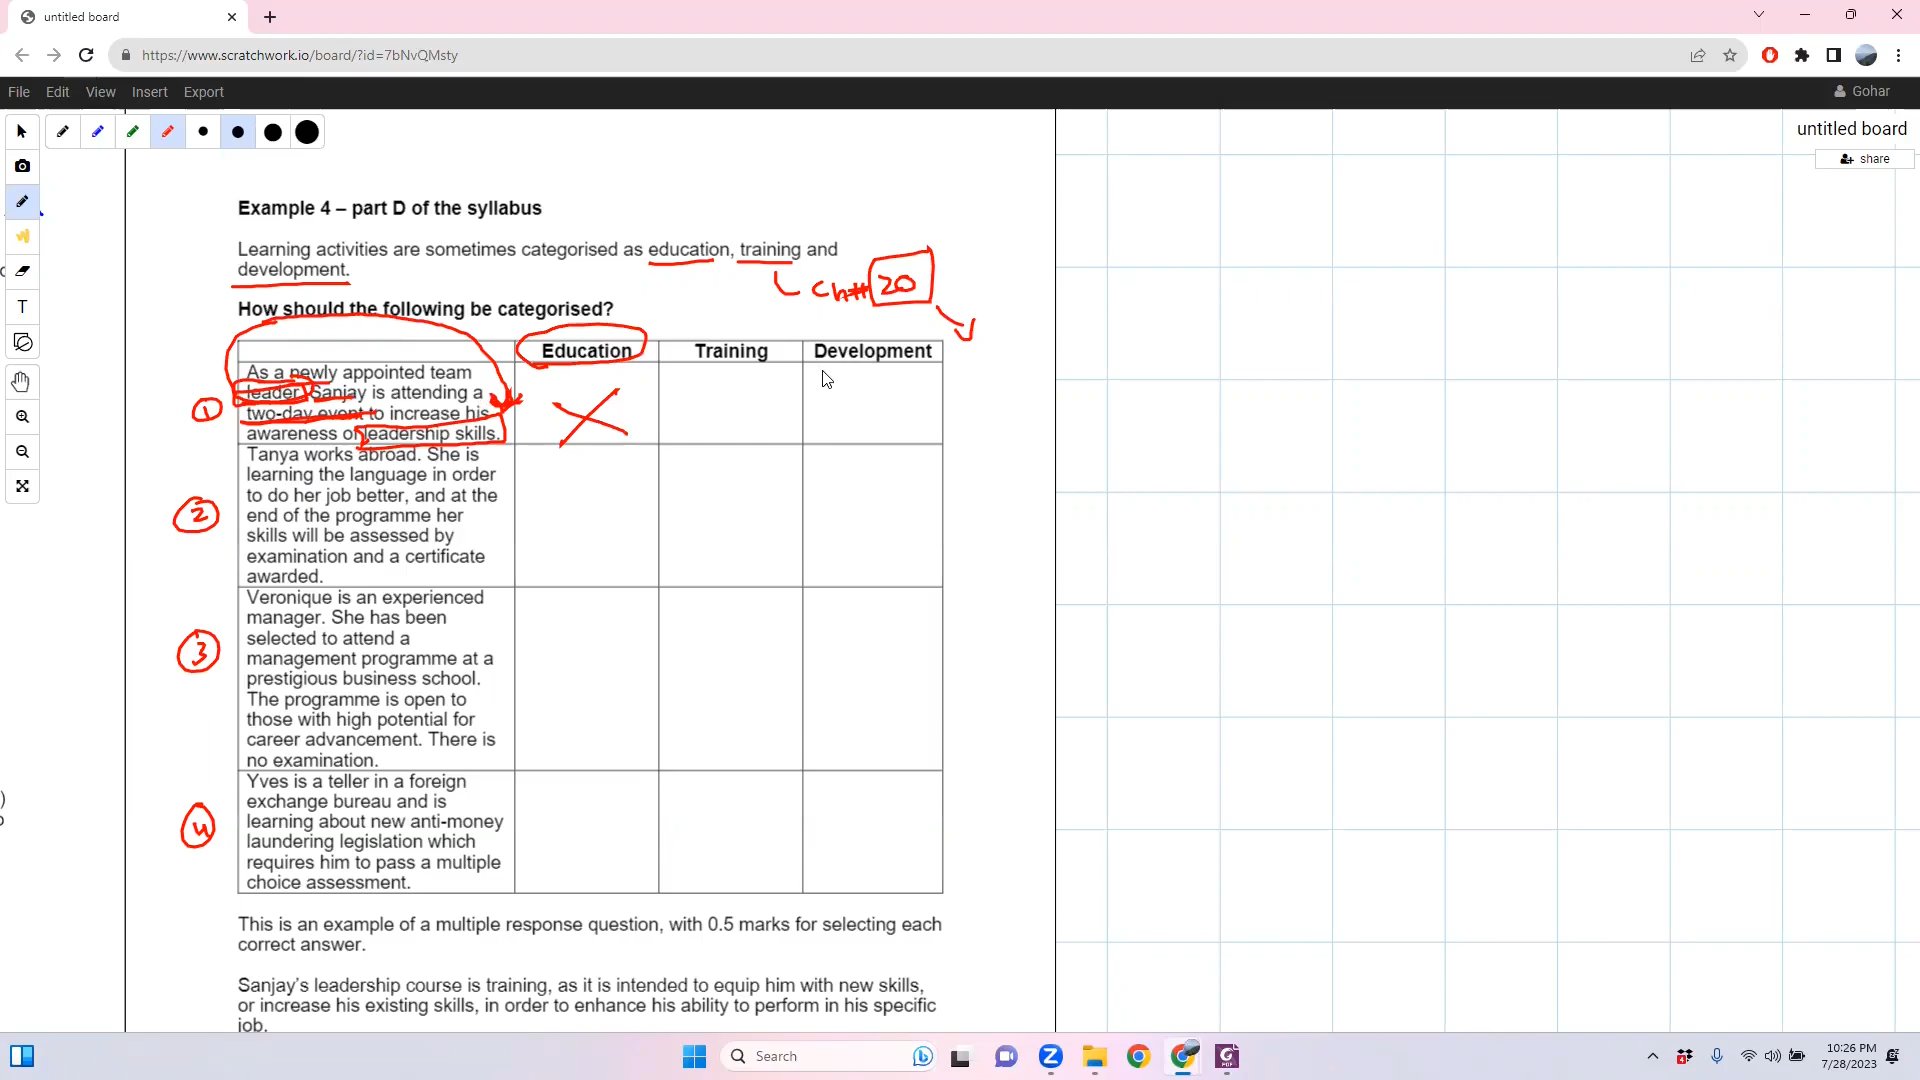 untitled board
https://www.scratchwork.io/board/?id=7bNvQMsty
File Edit View Insert Export
Gohar
untitled board
share
T
Example 4 – part D of the syllabus
Learning activities are sometimes categorised as education, training and
development.
Ch# 20
How should the following be categorised?
Education Training Development
1
As a newly appointed team
leader, Sanjay is attending a
two-day event to increase his
awareness of leadership skills.
2
Tanya works abroad. She is
learning the language in order
to do her job better, and at the
end of the programme her
skills will be assessed by
examination and a certificate
awarded.
3
Veronique is an experienced
manager. She has been
selected to attend a
management programme at a
prestigious business school.
The programme is open to
those with high potential for
career advancement. There is
no examination.
4
Yves is a teller in a foreign
exchange bureau and is
learning about new anti-money
laundering legislation which
requires him to pass a multiple
choice assessment.
This is an example of a multiple response question, with 0.5 marks for selecting each
correct answer.
Sanjay's leadership course is training, as it is intended to equip him with new skills,
or increase his existing skills, in order to enhance his ability to perform in his specific
job.
Search
10:26 PM
7/28/2023